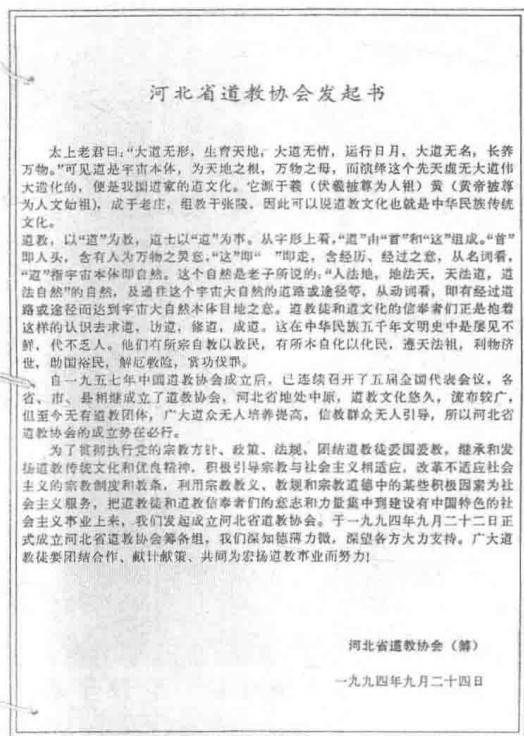 河北省道教协会发起书
太上老君曰:“大道无形,生育天地,大道无情,运行日月,大道无名,长养
万物。”可见道是宇宙本体,为天地之根,万物之母,而演绎这个先天虚无大道伟
大造化的,便是我国道家的道文化。它源于羲(伏羲被尊为人祖)黄(黄帝被尊
为人文始祖),成于老庄,组教于张陵,因此可以说道教文化也就是中华民族传统
文化。
道教,以“道”为教,道士以“道”为事。从字形上看,“道”由“首”和“这”组成。“首”
即人头,含有人为万物之灵意,“这”即“ ”即走,含经历、经过之意,从名词看,
“道”指宇宙本体即自然。这个自然是老子所说的,“人法地,地法天,天法道,道
法自然”的自然,及通往这个宇宙大自然的道路或途径等,从动词看,即有经过道
路或途径而达到宇宙大自然本体目地之意。道教徒和道文化的信奉者们正是抱着
这样的认识去求道,访道,修道,成道。这在中华民族五千年文明史中是屡见不
鲜,代不乏人。他们有所宗自教以教民,有所本自化以化民,遵天法祖,利物济
世,助国裕民,解厄救险,赏功伐罪。
自一九五七年中国道教协会成立后,已连续召开了五届全国代表会议,各
省、市、县相继成立了道教协会,河北省地处中原,道教文化悠久,流布较广,
但至今无有道教团体,广大道众无人培养提高,信教群众无人引导,所以河北省
道教协会的成立势在必行。
为了贯彻执行党的宗教方针、政策、法规,团结道教徒爱国爱教,继承和发
扬道教传统文化和优良精神,积极引导宗教与社会主义相适应,改革不适应社会
主义的宗教制度和教条,利用宗教教义、教规和宗教道德中的某些积极因素为社
会主义服务,把道教徒和道教信奉者们的意志和力量集中到建设有中国特色的社
会主义事业上来,我们发起成立河北省道教协会。于一九九四年九月二十二日正
式成立河北省道教协会筹备组,我们深知德薄力微,深望各方大力支持。广大道
教徒要团结合作、献计献策、共同为宏扬道教事业而努力!
河北省道教协会(筹)
一九九四年九月二十四日